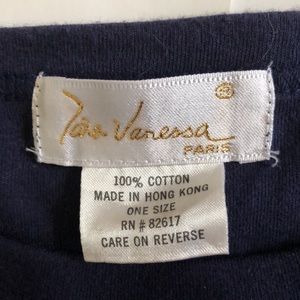 Vanessa
PARIS
100% COTTON
MADE IN HONG KONG
ONE SIZE
RN # 82617
CARE ON REVERSE